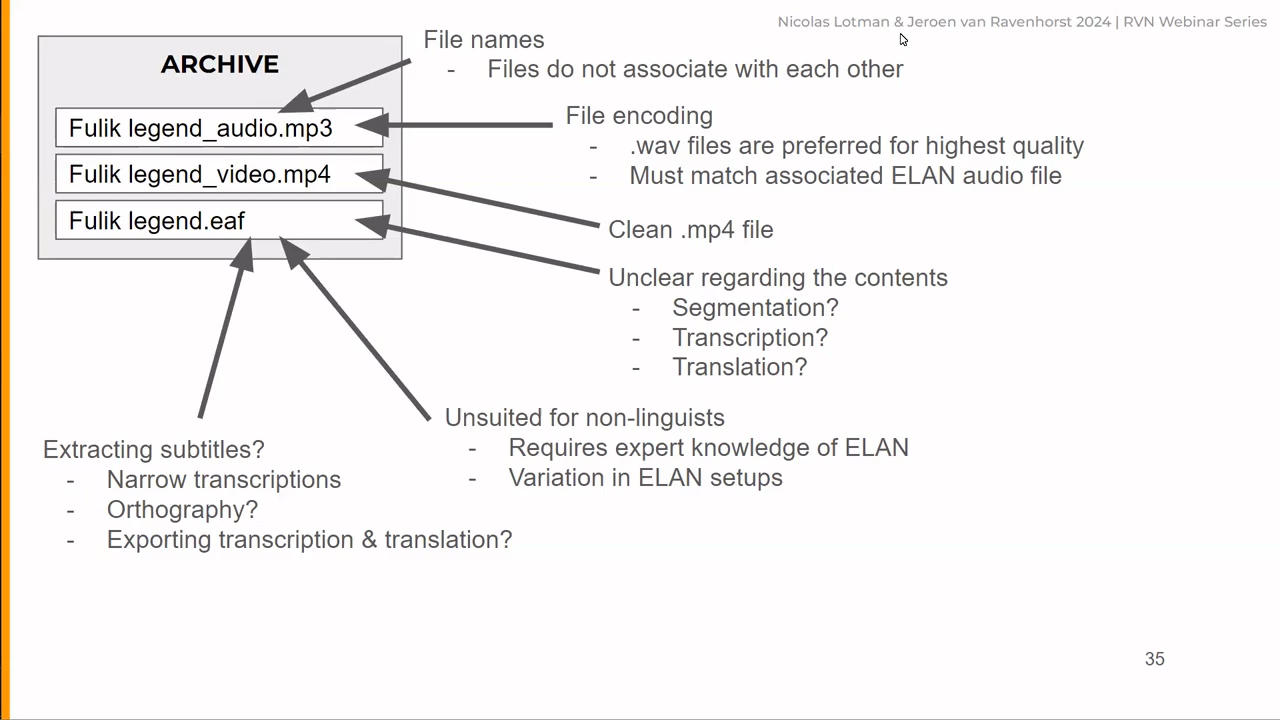 Nicolas Lotman & Jeroen van Ravenhorst 2024 | RVN Webinar Series
ARCHIVE
Fulik legend_audio.mp3
Fulik legend_video.mp4
Fulik legend.eaf
File names
- Files do not associate with each other
File encoding
- .wav files are preferred for highest quality
- Must match associated ELAN audio file
Clean .mp4 file
Unclear regarding the contents
- Segmentation?
- Transcription?
- Translation?
Unsuited for non-linguists
- Requires expert knowledge of ELAN
- Variation in ELAN setups
Extracting subtitles?
- Narrow transcriptions
- Orthography?
- Exporting transcription & translation?
35